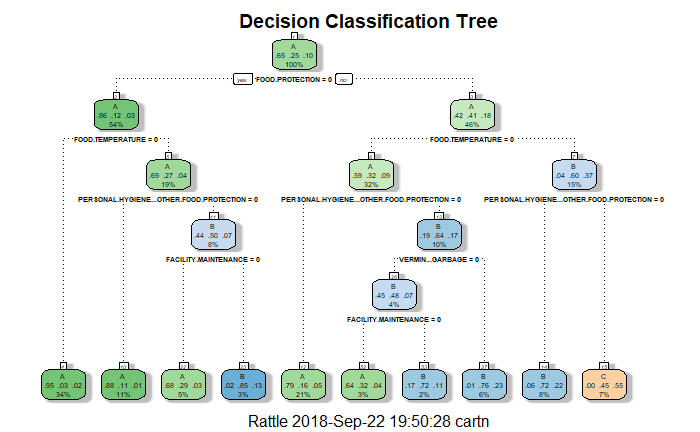 Decision Classification Tree
A
.65 .25 .10
100%
yes FOOD.PROTECTION = 0 no
A
.86 .12 .03
54%
A
.42 .41 .18
46%
FOOD.TEMPERATURE = 0
FOOD.TEMPERATURE = 0
A
.69 .27 .04
19%
A
.59 .32 .09
32%
B
.04 .60 .37
15%
PERSONAL.HYGIENE...OTHER.FOOD.PROTECTION = 0
PERSONAL.HYGIENE...OTHER.FOOD.PROTECTION = 0
PERSONAL.HYGIENE...OTHER.FOOD.PROTECTION = 0
B
.44 .50 .07
8%
B
.19 .64 .17
10%
FACILITY.MAINTENANCE = 0
VERMIN...GARBAGE = 0
B
.45 .48 .07
4%
FACILITY.MAINTENANCE = 0
A
.95 .03 .02
34%
A
.88 .11 .01
11%
A
.68 .29 .03
5%
B
.02 .85 .13
3%
A
.79 .16 .05
21%
A
.64 .32 .04
3%
B
.17 .72 .11
2%
B
.01 .76 .23
6%
B
.06 .72 .22
8%
C
.00 .45 .55
7%
Rattle 2018-Sep-22 19:50:28 cartn